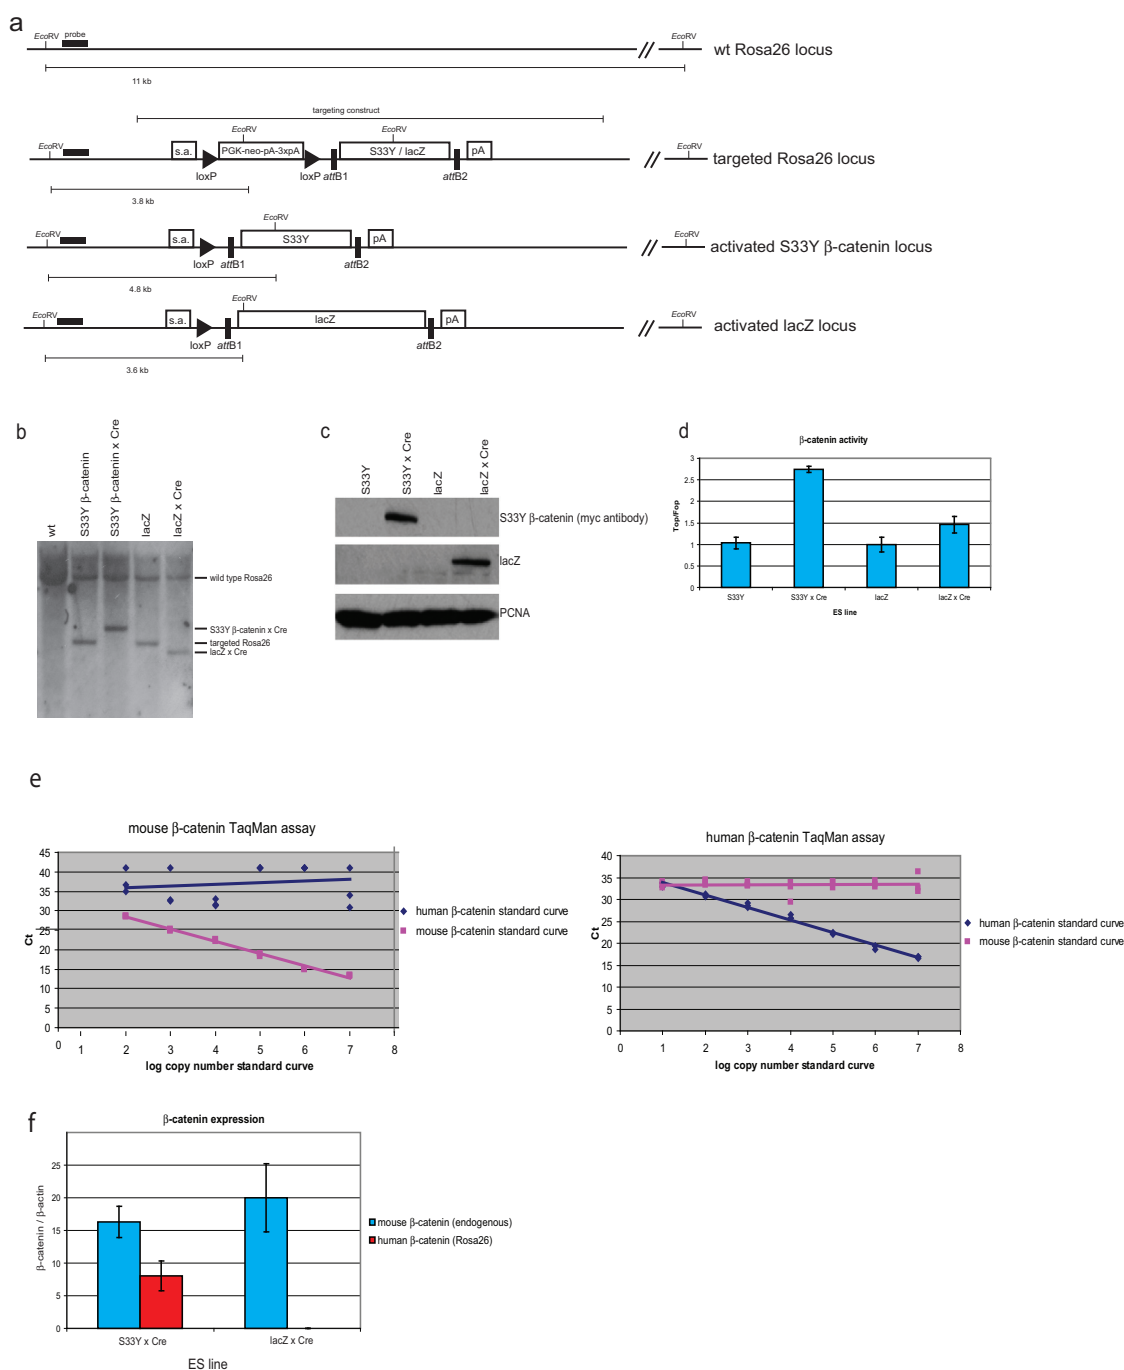 a
EcoRV
probe
EcoRV
wt Rosa26 locus
11 kb
targeting construct
EcoRV
EcoRV
EcoRV
EcoRV
s.a.
PGK-neo-pA-3xpA
S33Y / lacZ
pA
targeted Rosa26 locus
loxP
loxP attB1
attB2
3.8 kb
EcoRV
EcoRV
EcoRV
s.a.
S33Y
pA
activated S33Y β-catenin locus
loxP
attB1
attB2
4.8 kb
EcoRV
EcoRV
EcoRV
s.a.
lacZ
pA
activated lacZ locus
loxP
attB1
attB2
3.6 kb
b
wt
S33Y β-catenin
S33Y β-catenin x Cre
lacZ
lacZ x Cre
wild type Rosa26
S33Y β-catenin x Cre
targeted Rosa26
lacZ x Cre
c
S33Y
S33Y x Cre
lacZ
lacZ x Cre
S33Y β-catenin (myc antibody)
lacZ
PCNA
d
β-catenin activity
Top/Fop
3
2.5
2
1.5
1
0.5
0
S33Y
S33Y x Cre
lacZ
lacZ x Cre
ES line
e
mouse β-catenin TaqMan assay
Ct
45
40
35
30
25
20
15
10
5
0
0 1 2 3 4 5 6 7 8
log copy number standard curve
human β-catenin standard curve
mouse β-catenin standard curve
human β-catenin TaqMan assay
Ct
40
35
30
25
20
15
10
5
0
0 1 2 3 4 5 6 7 8
log copy number standard curve
human β-catenin standard curve
mouse β-catenin standard curve
f
β-catenin expression
β-catenin / β-actin
25
20
15
10
5
0
S33Y x Cre
lacZ x Cre
ES line
mouse β-catenin (endogenous)
human β-catenin (Rosa26)